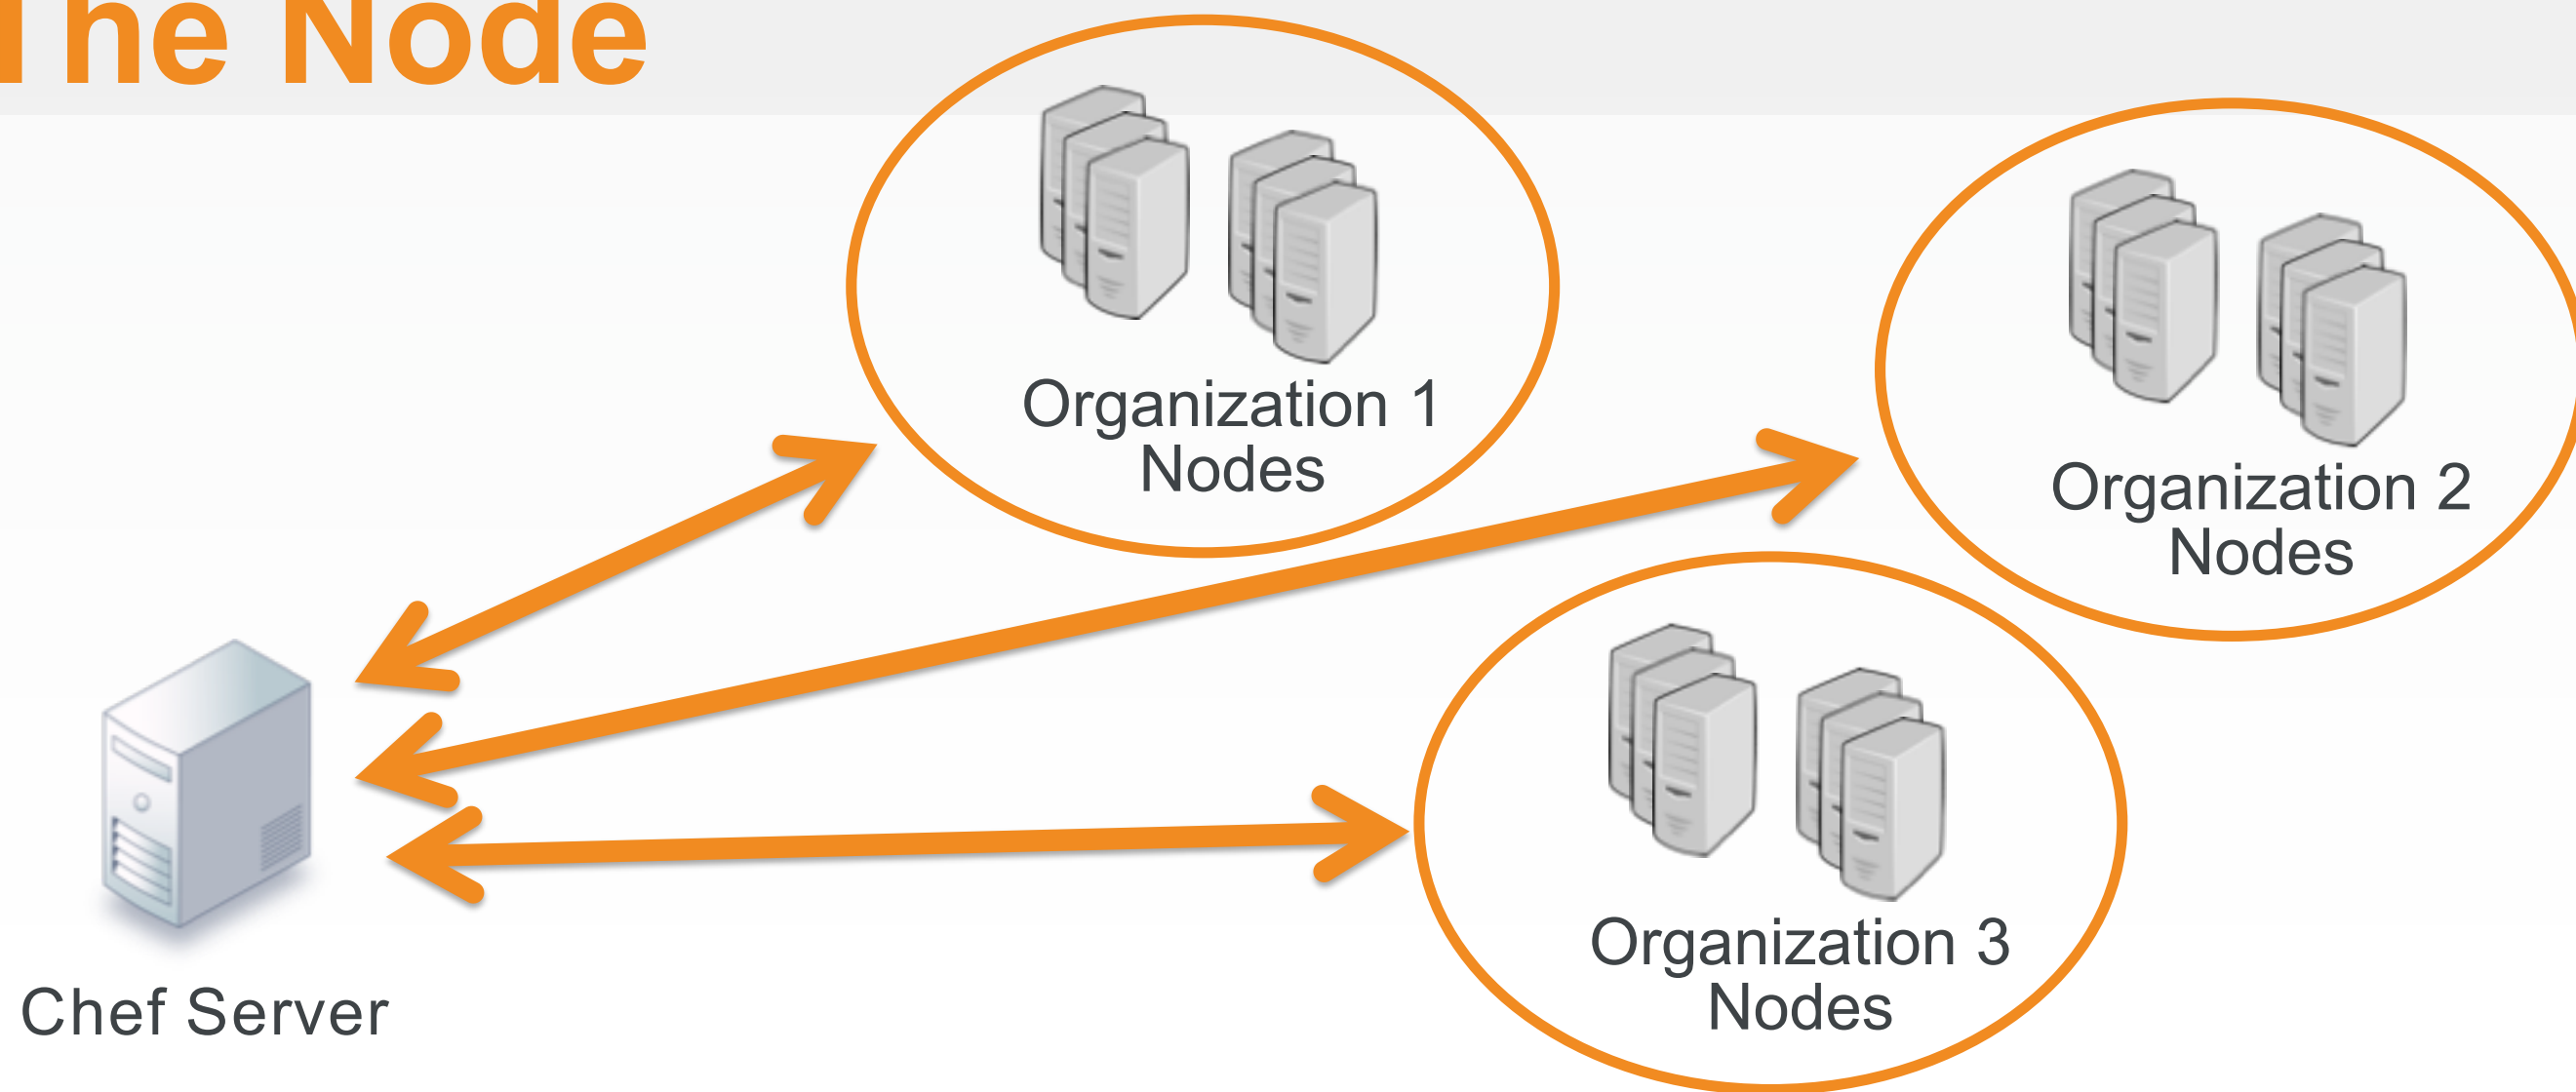 The Node
Organization 1
Nodes
Organization 2
Nodes
Organization 3
Nodes
Chef Server